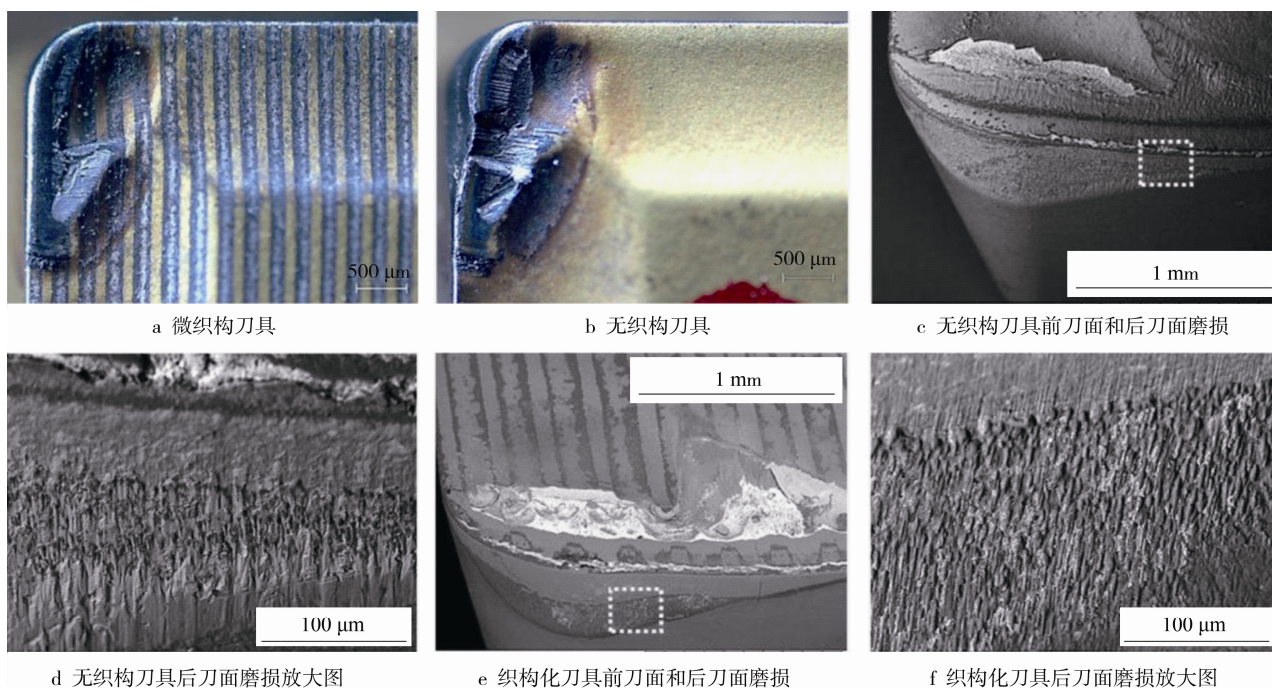 500 μm
500 μm
a 微织构刀具
b 无织构刀具
1 mm
c 无织构刀具前刀面和后刀面磨损
100 μm
d 无织构刀具后刀面磨损放大图
1 mm
e 织构化刀具前刀面和后刀面磨损
100 μm
f 织构化刀具后刀面磨损放大图